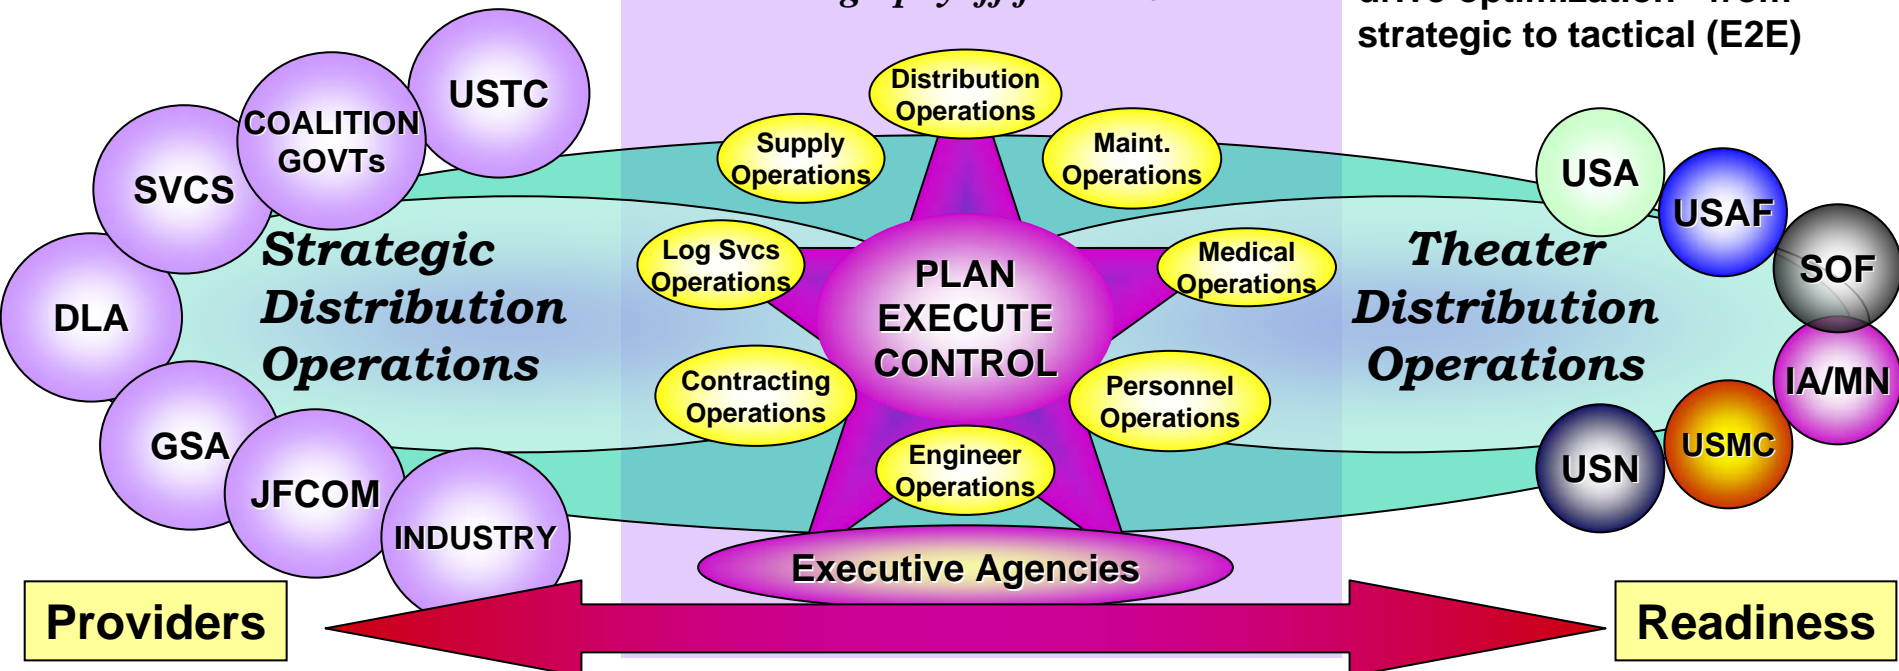 strategic to tactical (E2E)
USTC
COALITION
GOVTs
SVCS
DLA
GSA
JFCOM
INDUSTRY
Strategic
Distribution
Operations
Distribution
Operations
Supply
Operations
Maint.
Operations
Log Svcs
Operations
Medical
Operations
PLAN
EXECUTE
CONTROL
Contracting
Operations
Personnel
Operations
Engineer
Operations
Executive Agencies
Theater
Distribution
Operations
USA
USAF
SOF
IA/MN
USMC
USN
Providers
Readiness